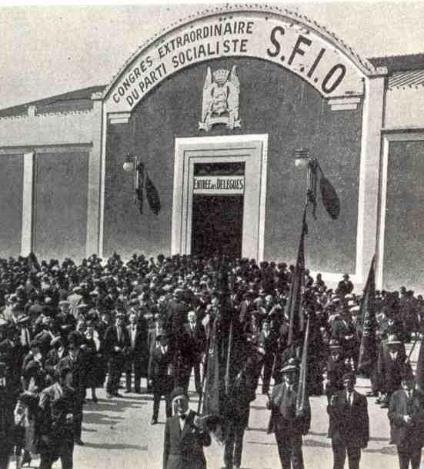 CONGRES EXTRAORDINAIRE
DU PARTI SOCIALISTE
S.F.I.O
ENTRÉE DES DÉLÉGUÉS